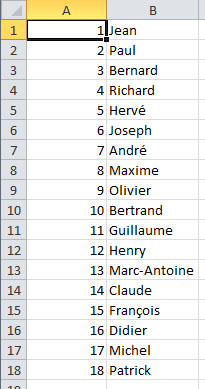 A B
1 1 Jean
2 2 Paul
3 3 Bernard
4 4 Richard
5 5 Hervé
6 6 Joseph
7 7 André
8 8 Maxime
9 9 Olivier
10 10 Bertrand
11 11 Guillaume
12 12 Henry
13 13 Marc-Antoine
14 14 Claude
15 15 François
16 16 Didier
17 17 Michel
18 18 Patrick